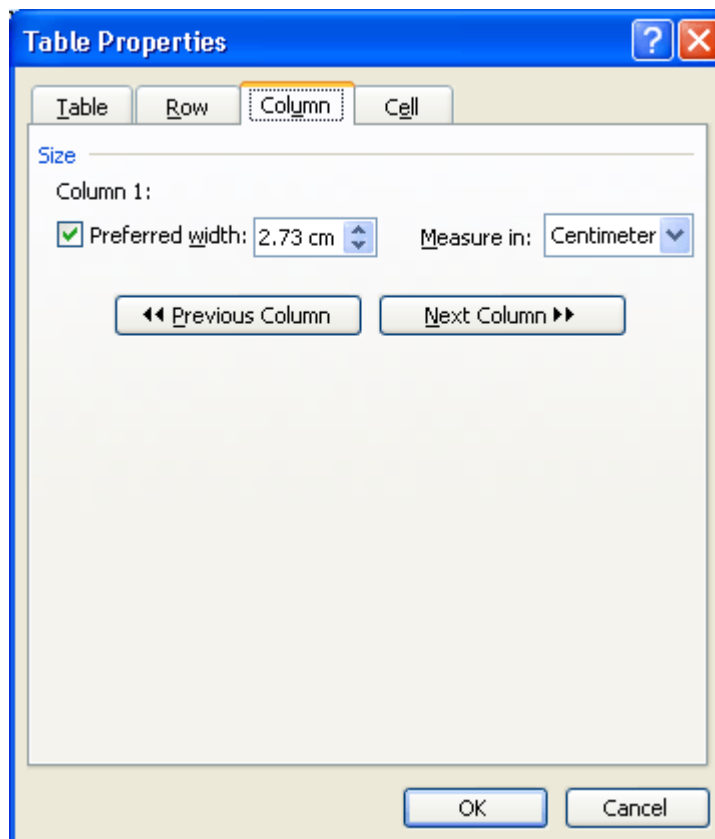 Table Properties
Table Row Column Cell
Size
Column 1:
Preferred width: 2.73 cm Measure in: Centimeter
Previous Column Next Column
OK Cancel